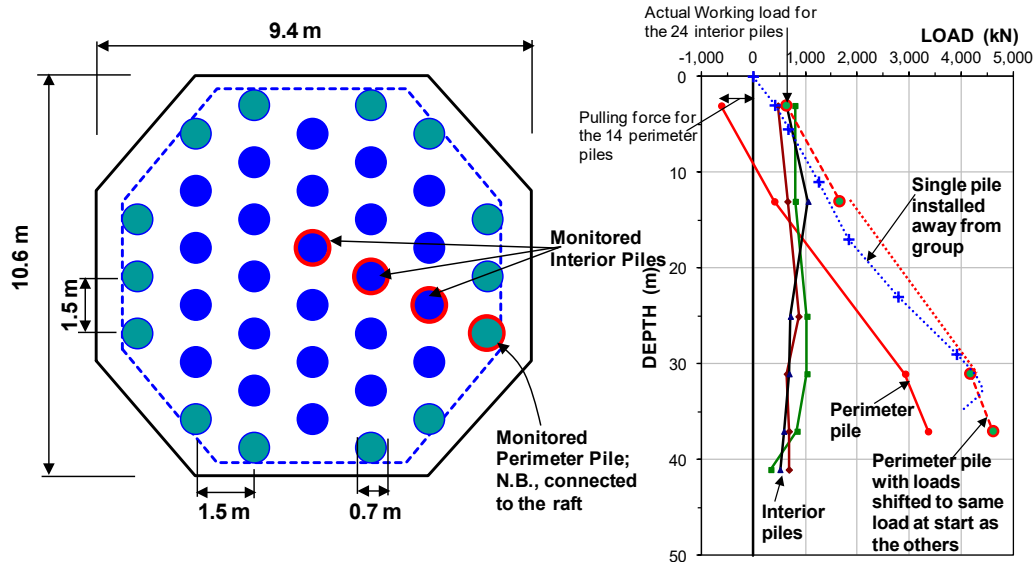 9.4 m
10.6 m
1.5 m
1.5 m
0.7 m
Monitored
Interior Piles
Monitored
Perimeter Pile;
N.B., connected
to the raft
Actual Working load for
the 24 interior piles
LOAD (kN)
-1,000 0 1,000 2,000 3,000 4,000 5,000
0
10
20
30
40
50
DEPTH (m)
Pulling force for
the 14 perimeter
piles
Single pile
installed
away from
group
Perimeter
pile
Perimeter pile
with loads
shifted to same
load at start as
the others
Interior
piles